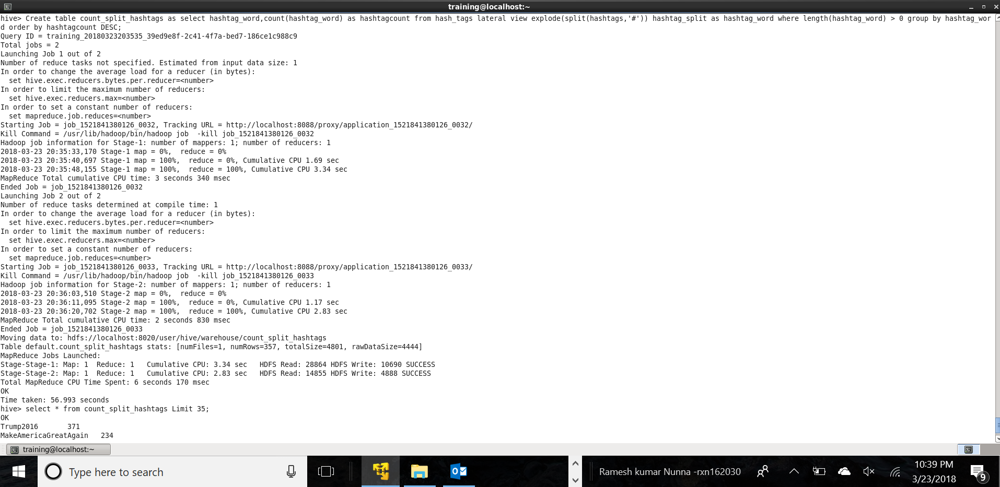 training@localhost:~
hive> Create table count_split_hashtags as select hashtag_word,count(hashtag_word) as hashtagcount from hash_tags lateral view explode(split(hashtags,'#')) hashtag_split as hashtag_word where length(hashtag_word) > 0 group by hashtag_wor
d order by hashtagcount DESC;
Query ID = training_20180323203535_39ed9e8f-2c41-4f7a-bed7-186ce1c988c9
Total jobs = 2
Launching Job 1 out of 2
Number of reduce tasks not specified. Estimated from input data size: 1
In order to change the average load for a reducer (in bytes):
  set hive.exec.reducers.bytes.per.reducer=<number>
In order to limit the maximum number of reducers:
  set hive.exec.reducers.max=<number>
In order to set a constant number of reducers:
  set mapreduce.job.reduces=<number>
Starting Job = job_1521841380126_0032, Tracking URL = http://localhost:8088/proxy/application_1521841380126_0032/
Kill Command = /usr/lib/hadoop/bin/hadoop job  -kill job_1521841380126_0032
Hadoop job information for Stage-1: number of mappers: 1; number of reducers: 1
2018-03-23 20:35:33,170 Stage-1 map = 0%,  reduce = 0%
2018-03-23 20:35:40,697 Stage-1 map = 100%,  reduce = 0%, Cumulative CPU 1.69 sec
2018-03-23 20:35:48,155 Stage-1 map = 100%,  reduce = 100%, Cumulative CPU 3.34 sec
MapReduce Total cumulative CPU time: 3 seconds 340 msec
Ended Job = job_1521841380126_0032
Launching Job 2 out of 2
Number of reduce tasks determined at compile time: 1
In order to change the average load for a reducer (in bytes):
  set hive.exec.reducers.bytes.per.reducer=<number>
In order to limit the maximum number of reducers:
  set hive.exec.reducers.max=<number>
In order to set a constant number of reducers:
  set mapreduce.job.reduces=<number>
Starting Job = job_1521841380126_0033, Tracking URL = http://localhost:8088/proxy/application_1521841380126_0033/
Kill Command = /usr/lib/hadoop/bin/hadoop job  -kill job_1521841380126_0033
Hadoop job information for Stage-2: number of mappers: 1; number of reducers: 1
2018-03-23 20:36:03,510 Stage-2 map = 0%,  reduce = 0%
2018-03-23 20:36:11,095 Stage-2 map = 100%,  reduce = 0%, Cumulative CPU 1.17 sec
2018-03-23 20:36:20,702 Stage-2 map = 100%,  reduce = 100%, Cumulative CPU 2.83 sec
MapReduce Total cumulative CPU time: 2 seconds 830 msec
Ended Job = job_1521841380126_0033
Moving data to: hdfs://localhost:8020/user/hive/warehouse/count_split_hashtags
Table default.count_split_hashtags stats: [numFiles=1, numRows=357, totalSize=4801, rawDataSize=4444]
MapReduce Jobs Launched:
Stage-Stage-1: Map: 1  Reduce: 1   Cumulative CPU: 3.34 sec   HDFS Read: 28864 HDFS Write: 10690 SUCCESS
Stage-Stage-2: Map: 1  Reduce: 1   Cumulative CPU: 2.83 sec   HDFS Read: 14855 HDFS Write: 4888 SUCCESS
Total MapReduce CPU Time Spent: 6 seconds 170 msec
OK
Time taken: 56.993 seconds
hive> select * from count_split_hashtags Limit 35;
OK
Trump2016       371
MakeAmericaGreatAgain   234
training@localhost:~
Type here to search
Ramesh kumar Nunna -rxn162030
10:39 PM
3/23/2018
9